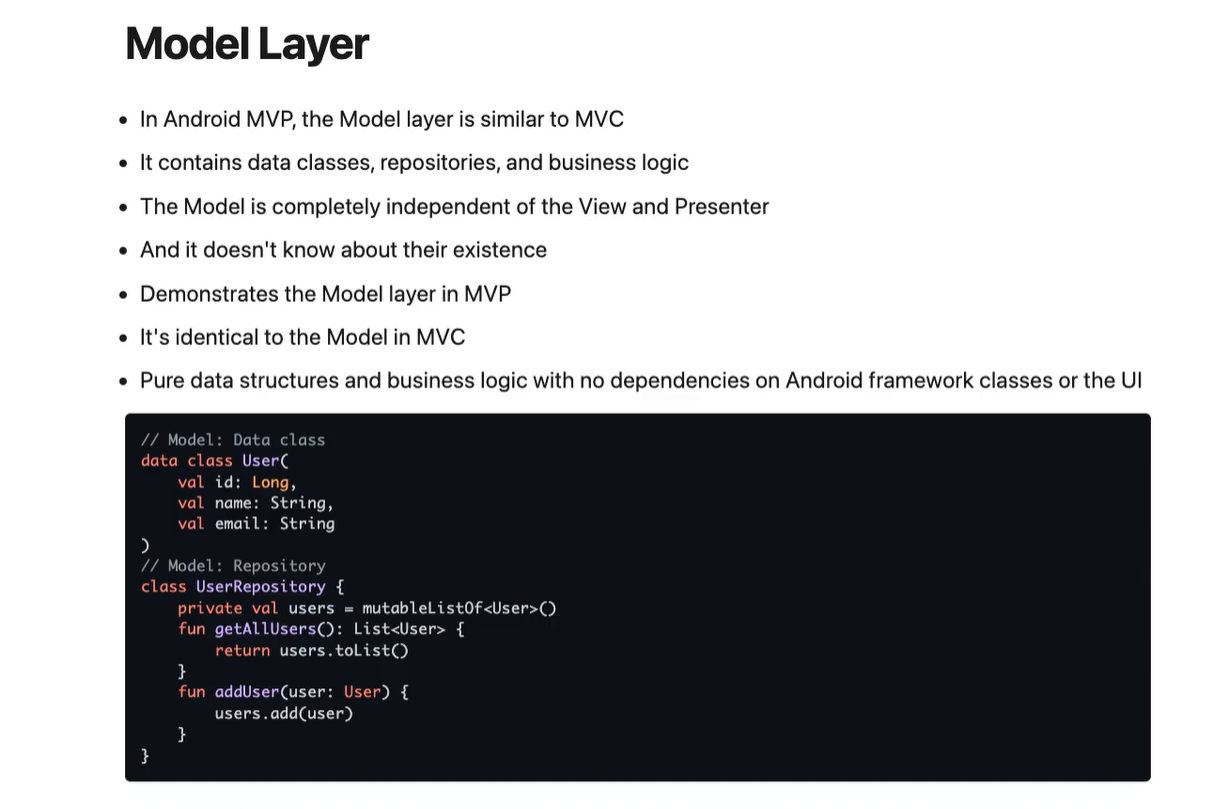 Model Layer
• In Android MVP, the Model layer is similar to MVC
• It contains data classes, repositories, and business logic
• The Model is completely independent of the View and Presenter
• And it doesn't know about their existence
• Demonstrates the Model layer in MVP
• It's identical to the Model in MVC
• Pure data structures and business logic with no dependencies on Android framework classes or the UI
// Model: Data class
data class User(
    val id: Long,
    val name: String,
    val email: String
)
// Model: Repository
class UserRepository {
    private val users = mutableListOf<User>()
    fun getAllUsers(): List<User> {
        return users.toList()
    }
    fun addUser(user: User) {
        users.add(user)
    }
}